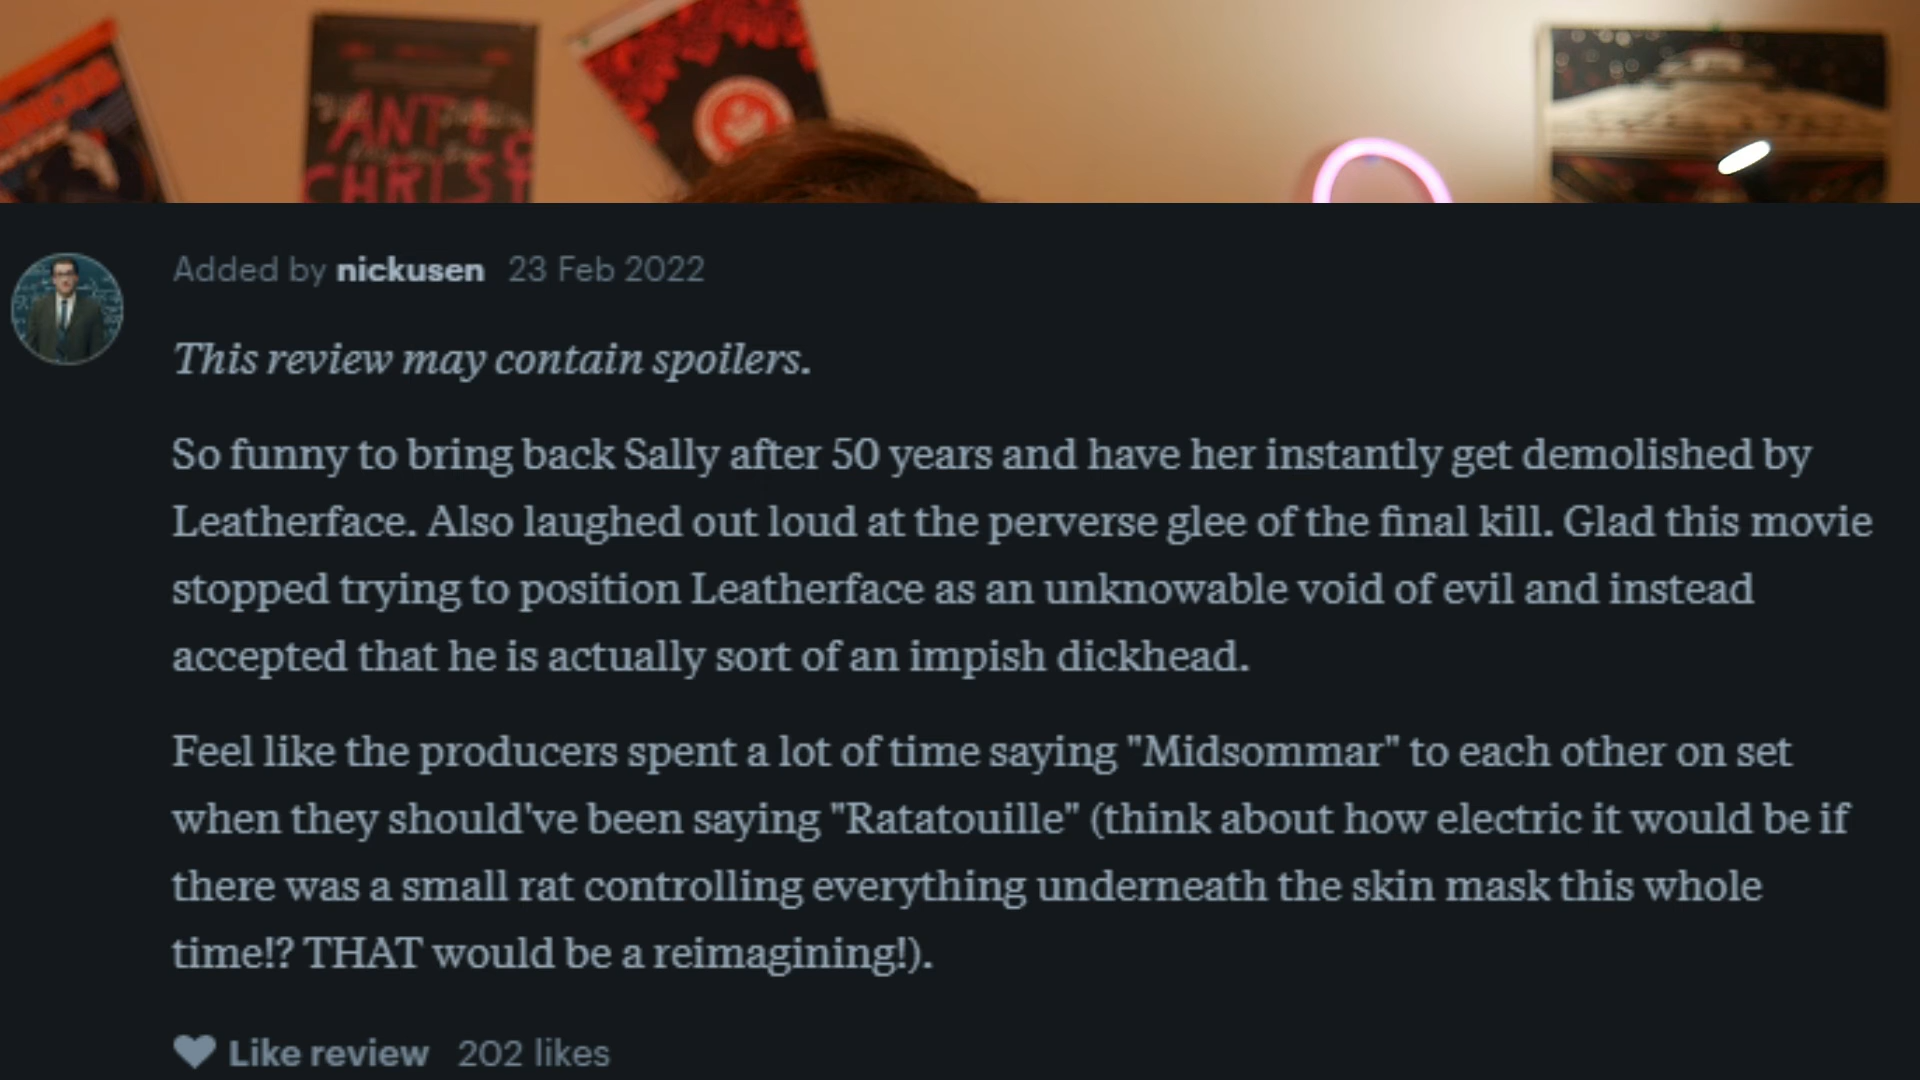 ANTI
CHRIST
Added by nickusen 23 Feb 2022
This review may contain spoilers.
So funny to bring back Sally after 50 years and have her instantly get demolished by
Leatherface. Also laughed out loud at the perverse glee of the final kill. Glad this movie
stopped trying to position Leatherface as an unknowable void of evil and instead
accepted that he is actually sort of an impish dickhead.
Feel like the producers spent a lot of time saying "Midsommar" to each other on set
when they should've been saying "Ratatouille" (think about how electric it would be if
there was a small rat controlling everything underneath the skin mask this whole
time!? THAT would be a reimagining!).
Like review 202 likes